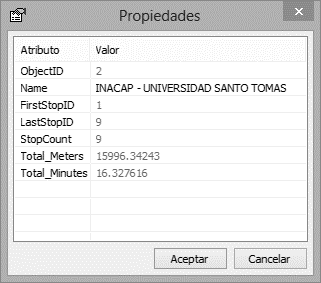 Propiedades
Atributo Valor
ObjectID 2
Name INACAP - UNIVERSIDAD SANTO TOMAS
FirstStopID 1
LastStopID 9
StopCount 9
Total_Meters 15996.34243
Total_Minutes 16.327616
Aceptar Cancelar